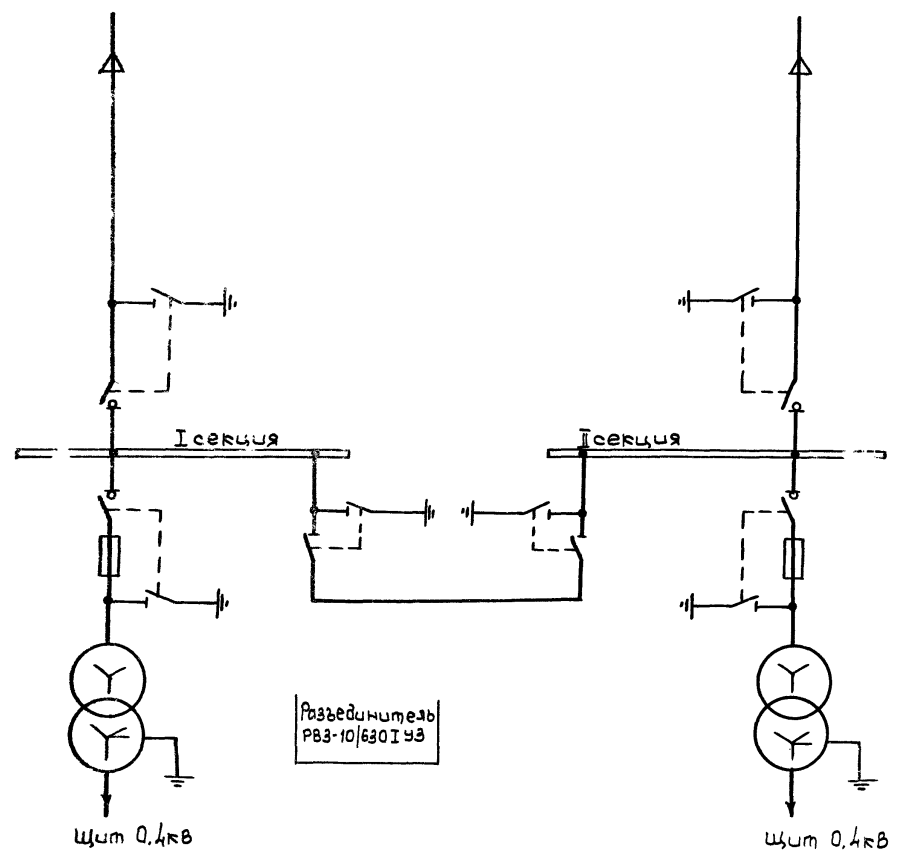 I секция
II секция
Разъединитель
РВЗ-10/630 I УЗ
Щит 0,4кв
Щит 0,4кв